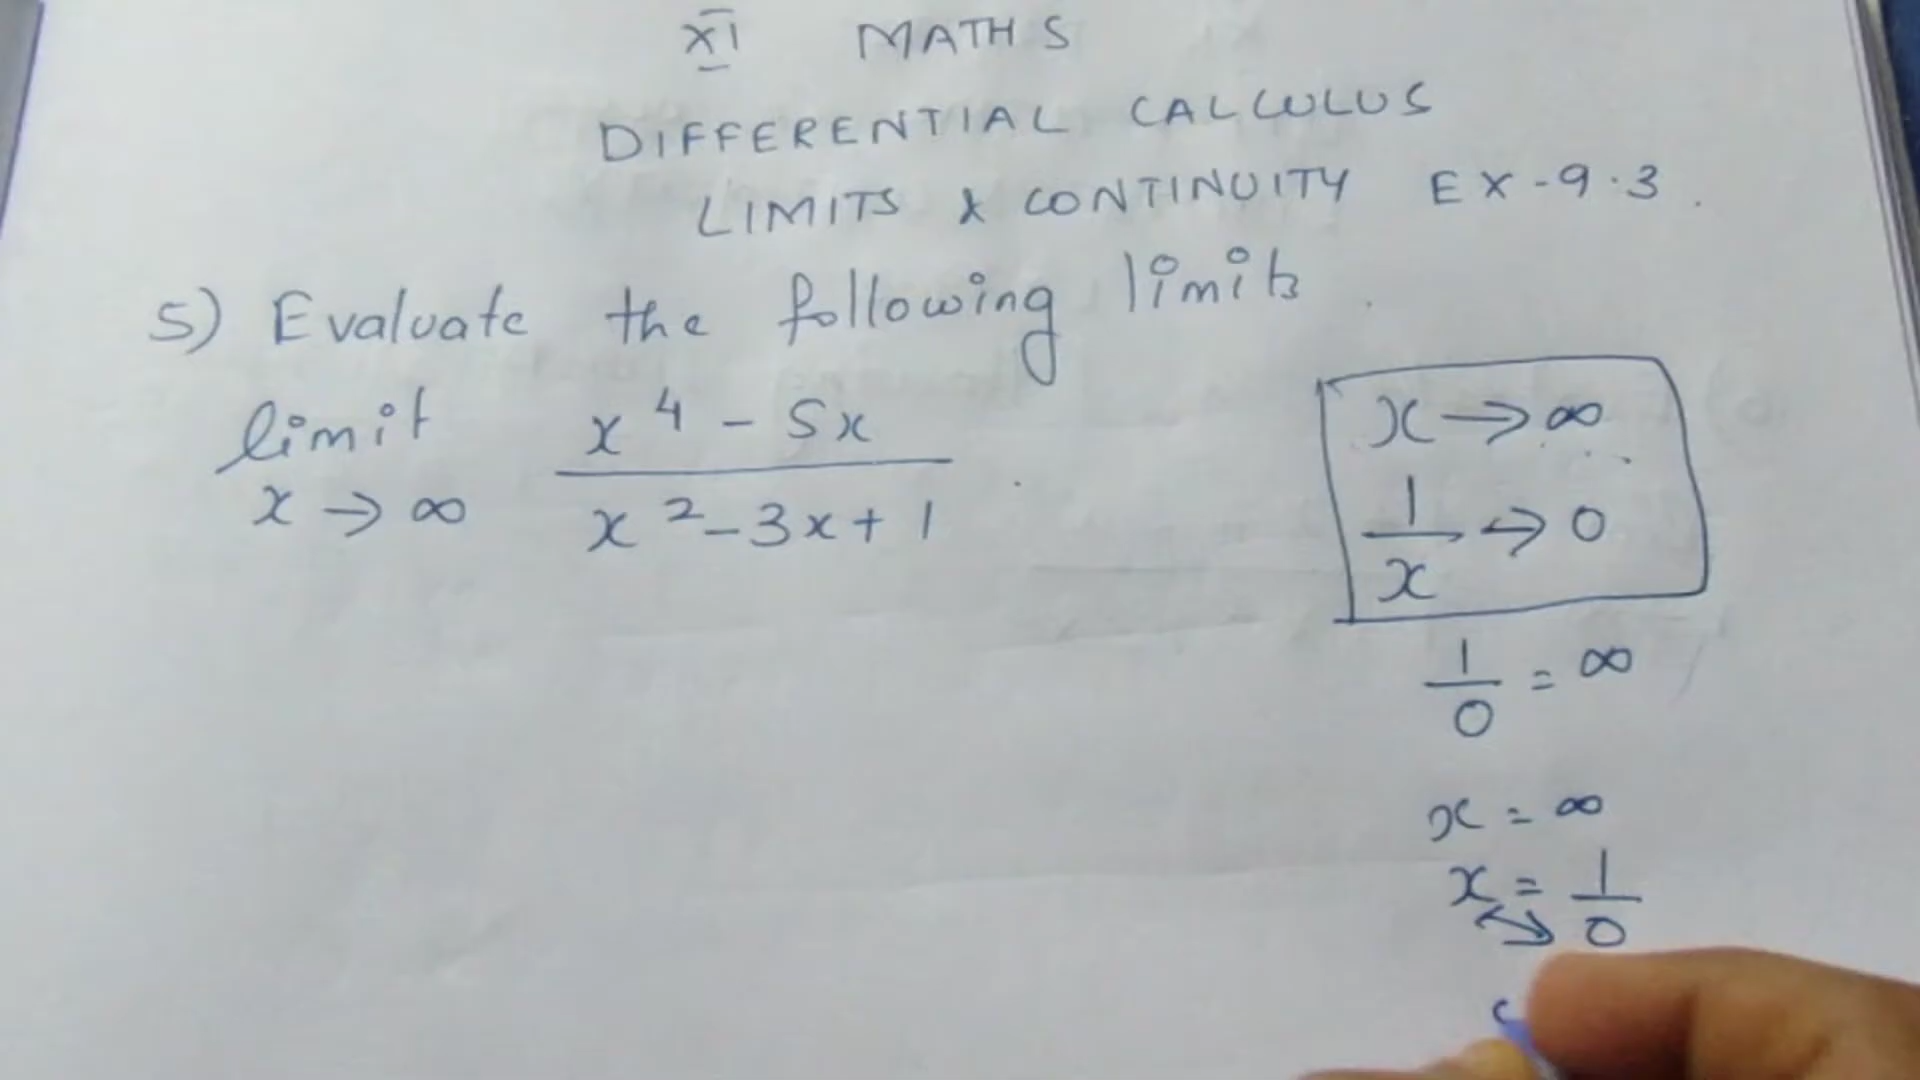 XI MATHS
DIFFERENTIAL CALCULUS
LIMITS & CONTINUITY EX-9.3.
5) Evaluate the following limits
limit x⁴ - 5x
x → ∞ x² - 3x + 1
x → ∞
1 → 0
x
1 = ∞
0
x = ∞
x = 1
0